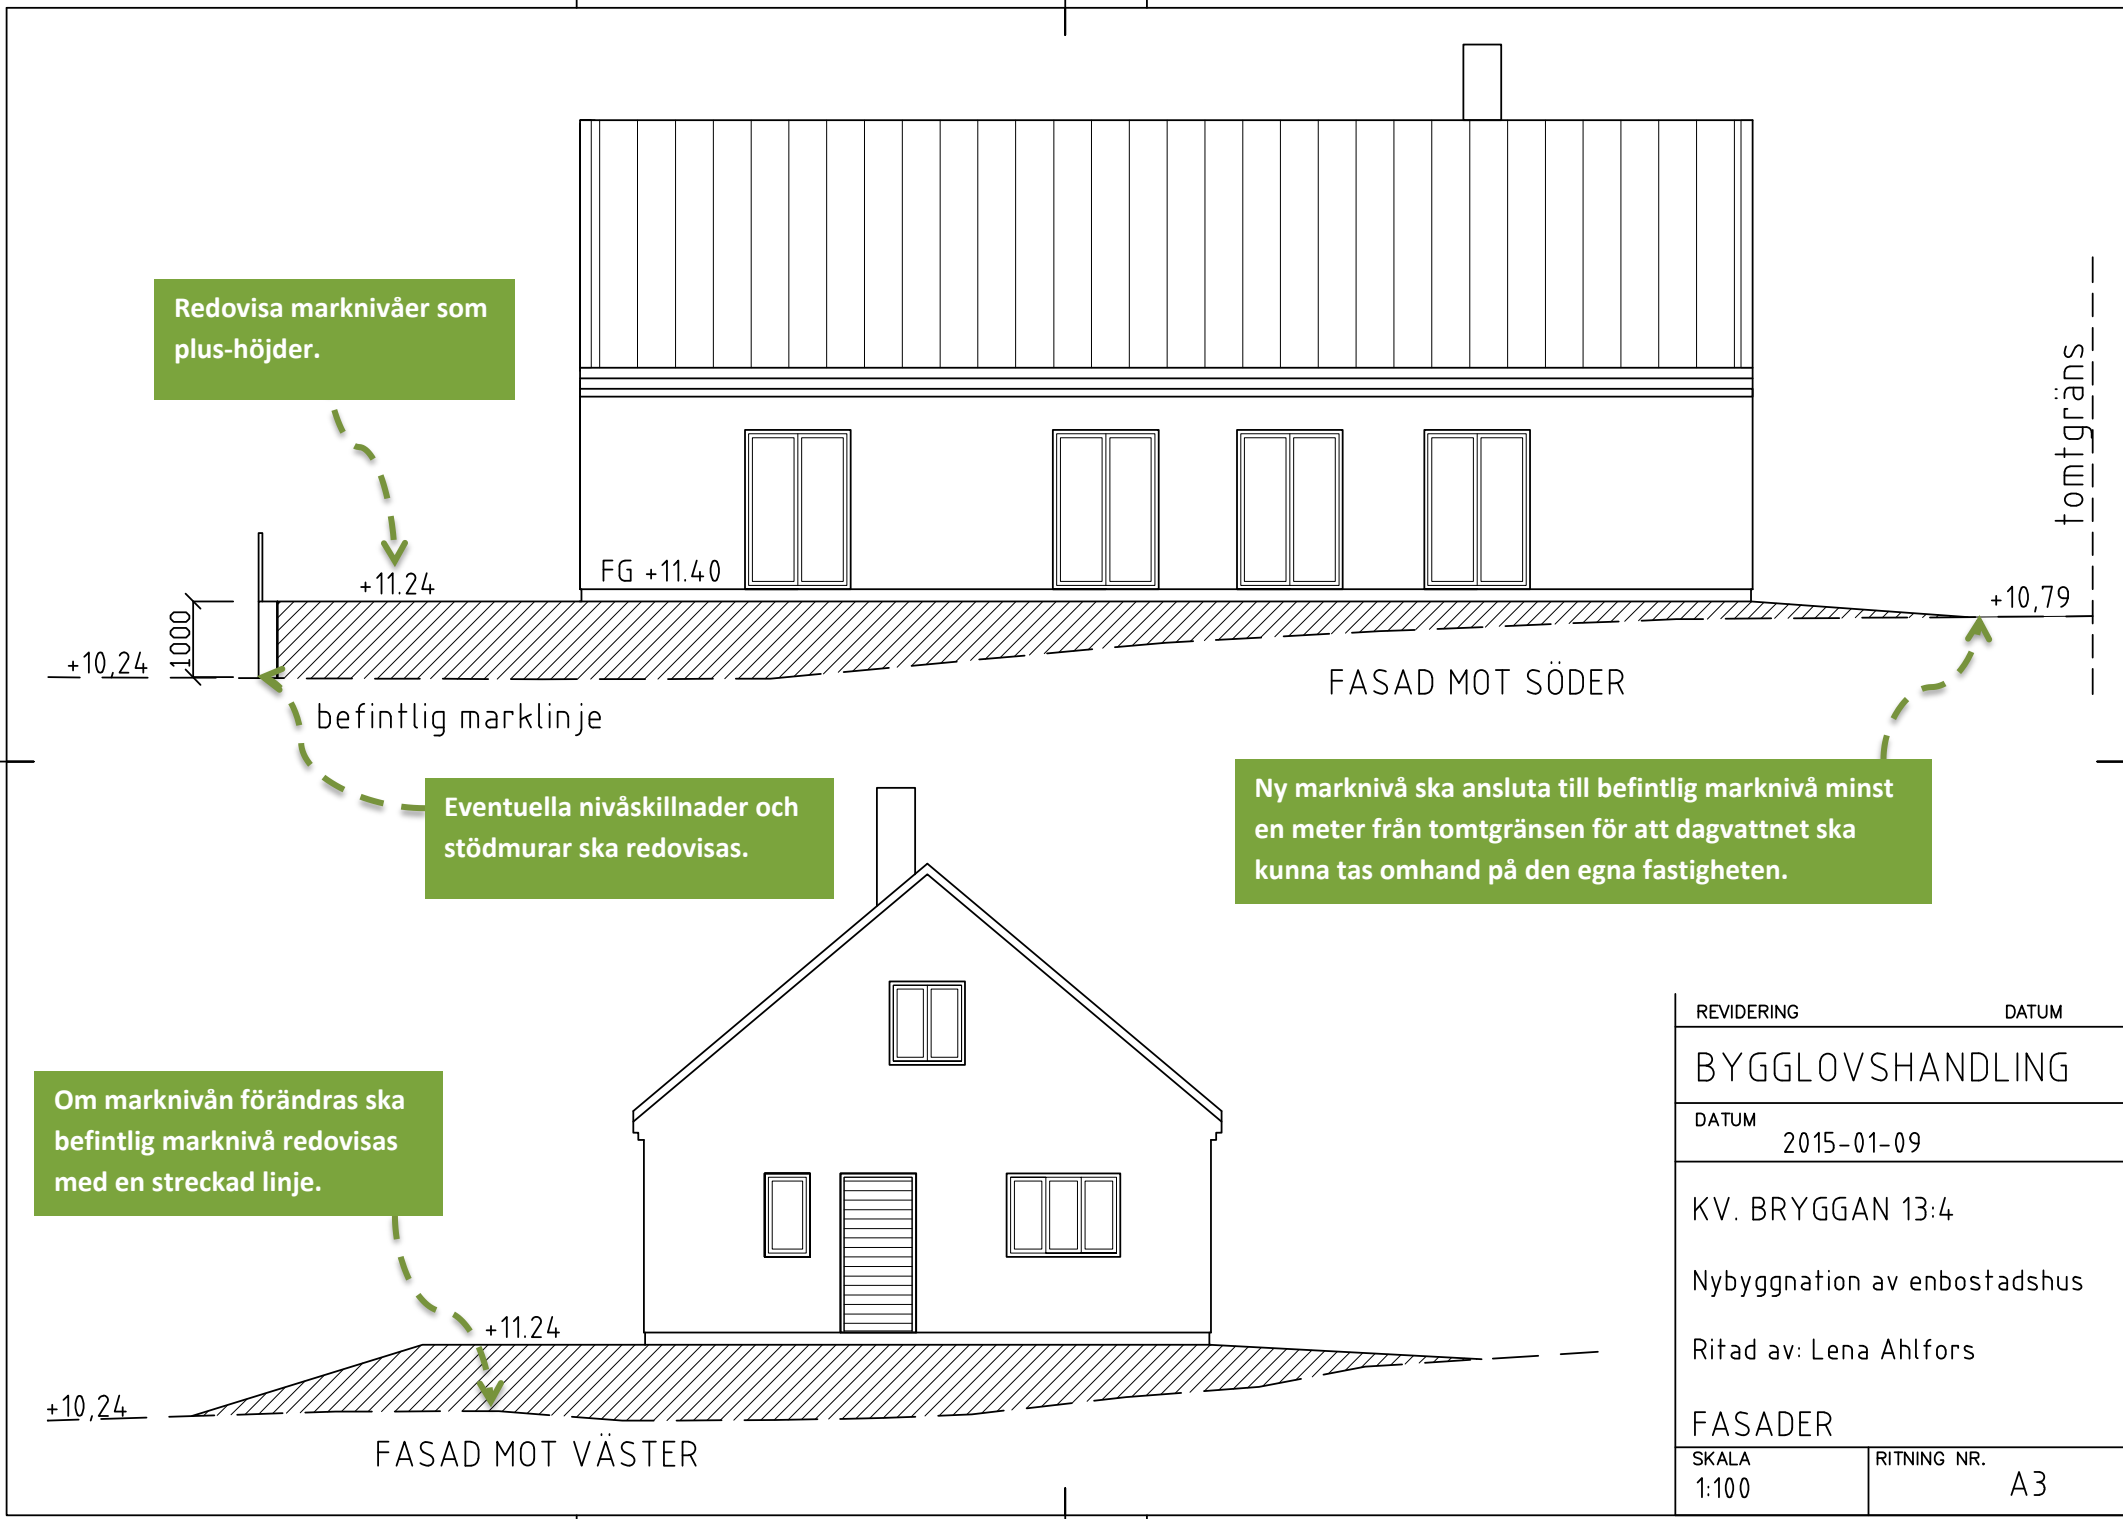 Redovisa marknivåer som
plus-höjder.
tomtgräns
+11.24
FG +11.40
+10,79
1000
+10,24
FASAD MOT SÖDER
befintlig marklinje
Eventuella nivåskillnader och
stödmurar ska redovisas.
Ny marknivå ska ansluta till befintlig marknivå minst
en meter från tomtgränsen för att dagvattnet ska
kunna tas omhand på den egna fastigheten.
Om marknivån förändras ska
befintlig marknivå redovisas
med en streckad linje.
+11.24
+10,24
FASAD MOT VÄSTER
REVIDERING DATUM
BYGGLOVSHANDLING
DATUM
2015-01-09
KV. BRYGGAN 13:4
Nybyggnation av enbostadshus
Ritad av: Lena Ahlfors
FASADER
SKALA
1:100
RITNING NR.
A3